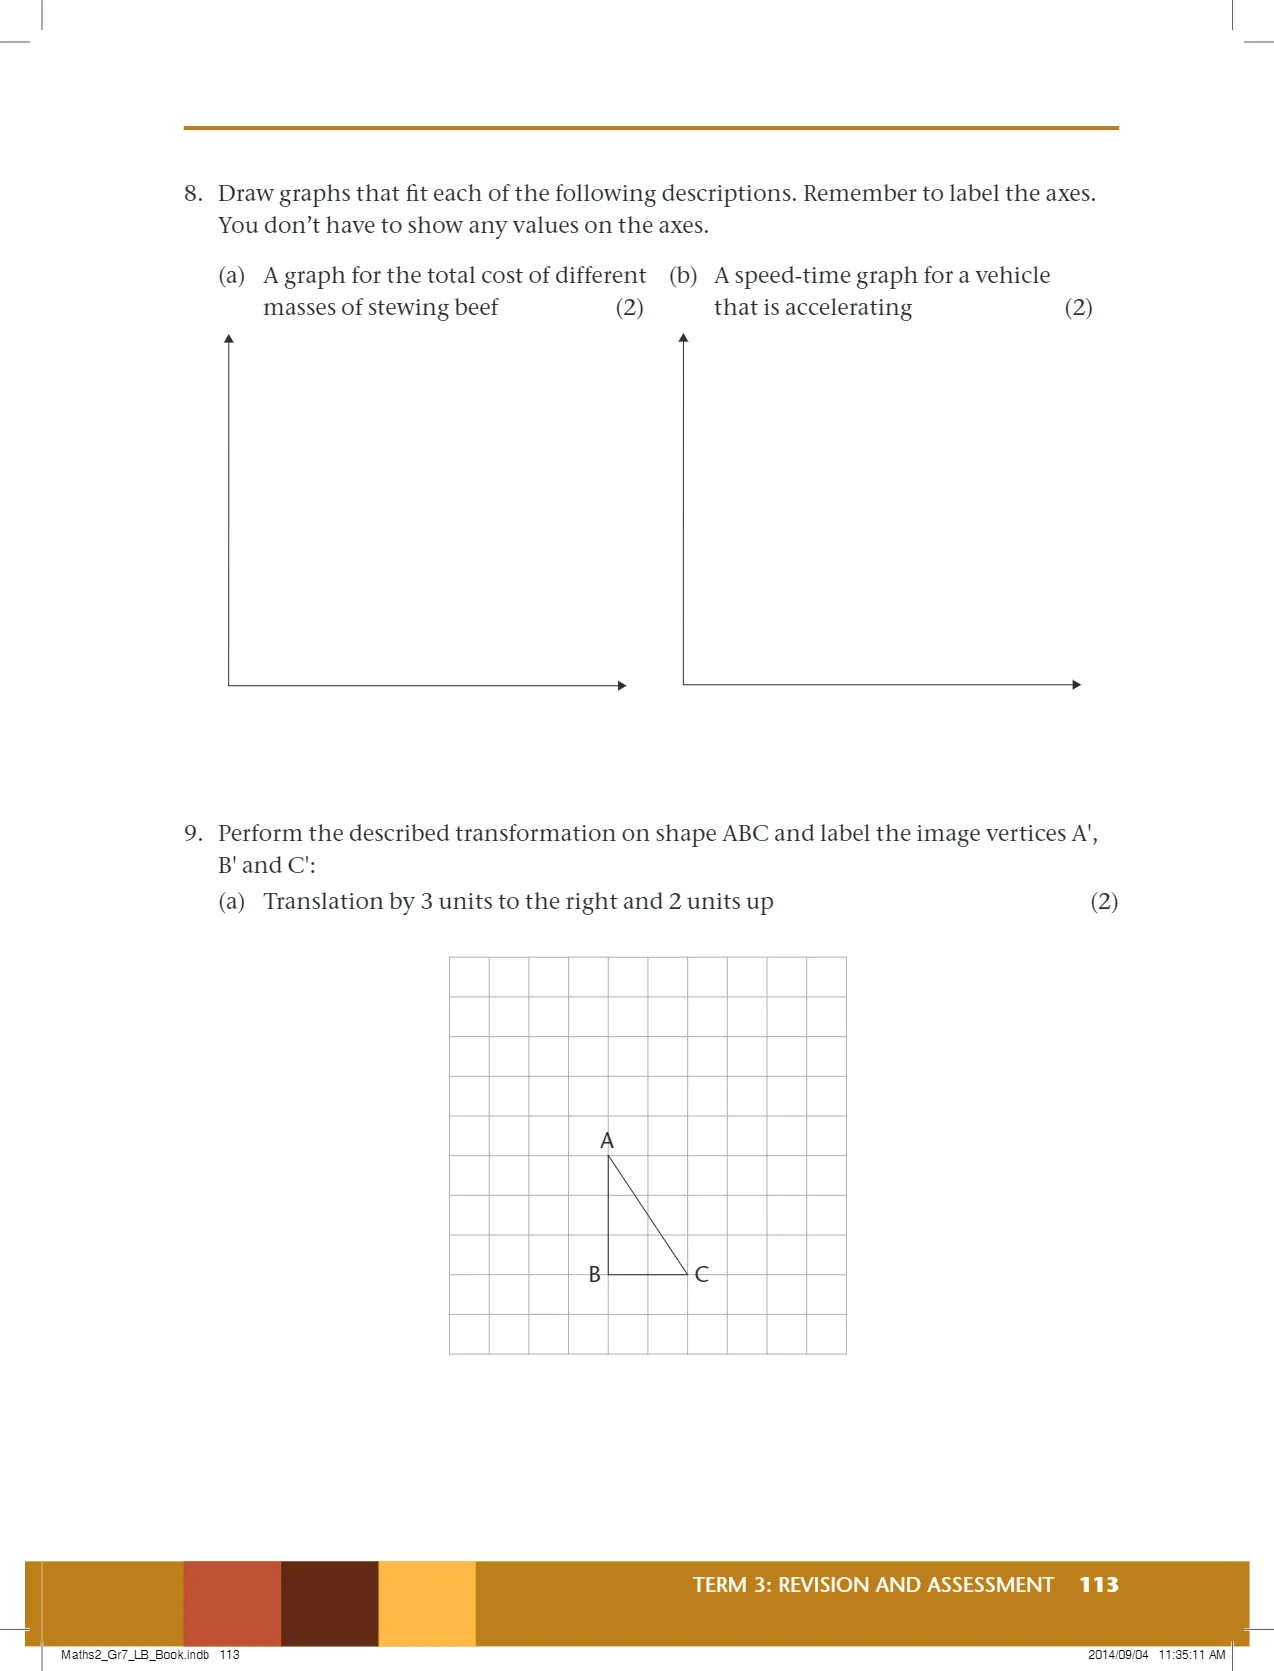 8. Draw graphs that fit each of the following descriptions. Remember to label the axes.
You don’t have to show any values on the axes.
(a) A graph for the total cost of different
masses of stewing beef (2)
(b) A speed-time graph for a vehicle
that is accelerating (2)
9. Perform the described transformation on shape ABC and label the image vertices A',
B' and C':
(a) Translation by 3 units to the right and 2 units up (2)
A
B
C
TERM 3: REVISION AND ASSESSMENT 113
Maths2_Gr7_LB_Book.indb 113
2014/09/04 11:35:11 AM